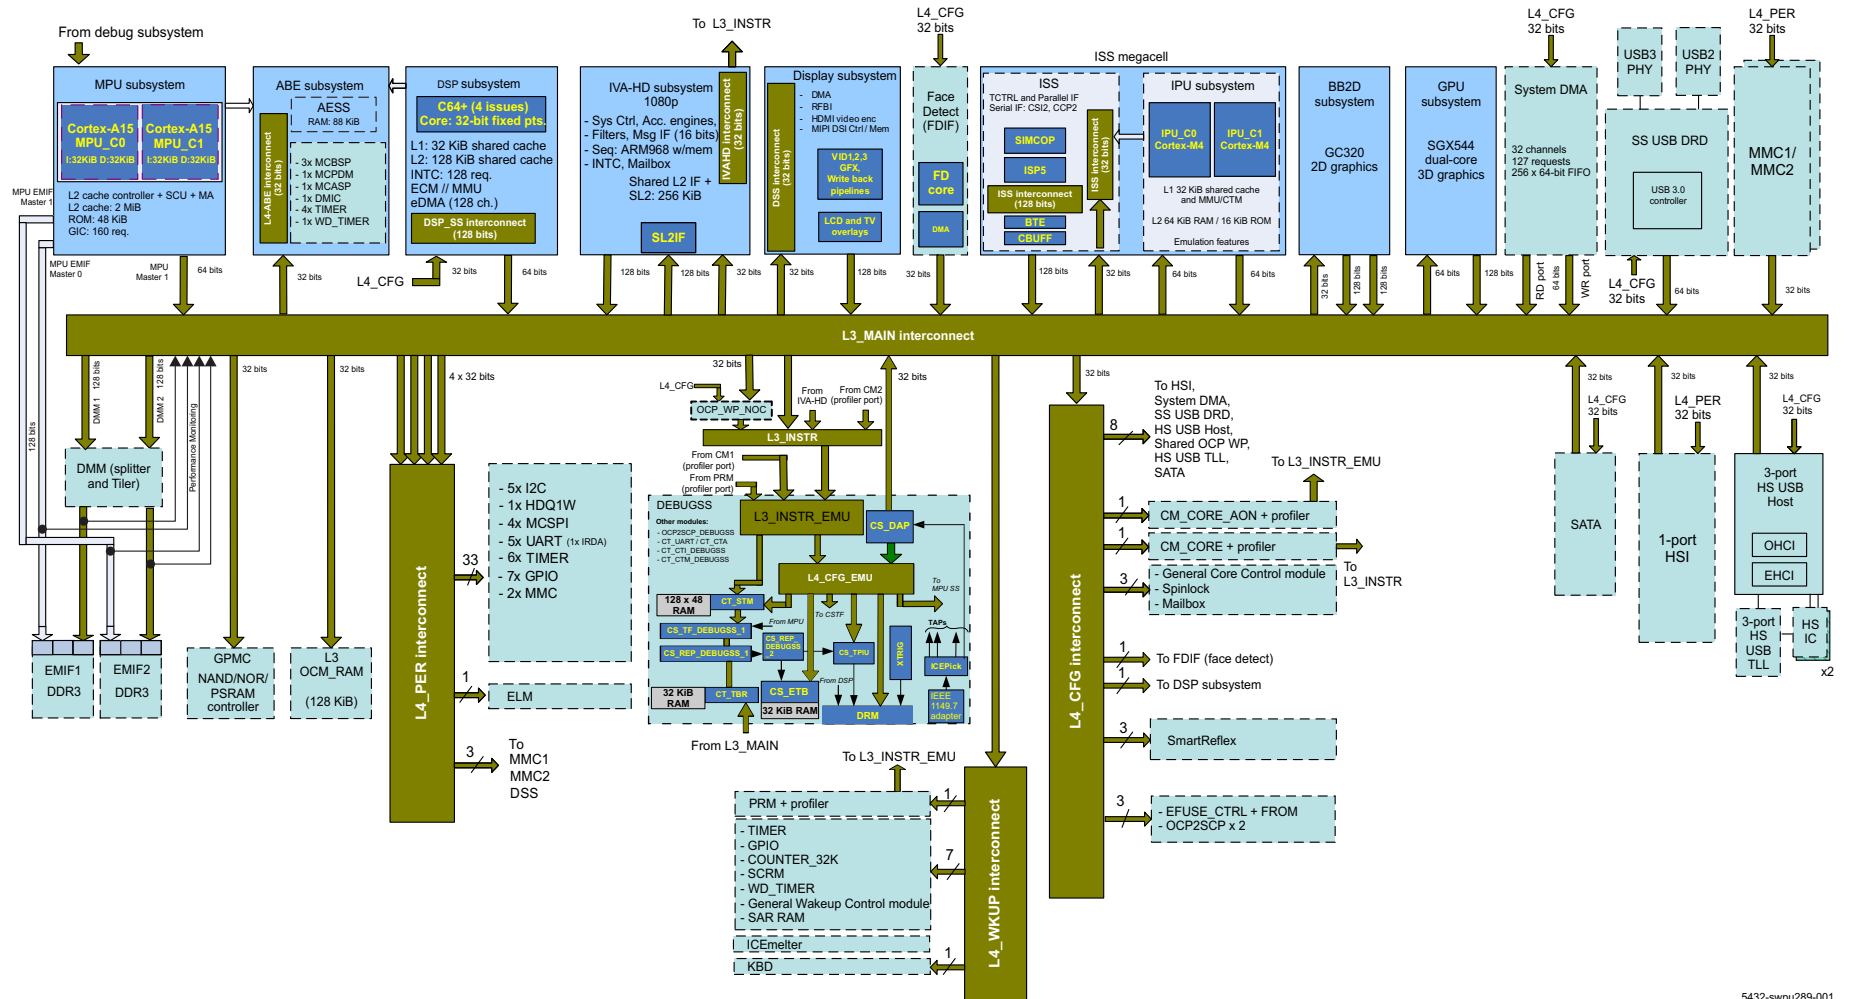 From debug subsystem
To L3_INSTR
L4_CFG
32 bits
L4_CFG
32 bits
L4_PER
32 bits
MPU subsystem
Cortex-A15
MPU_C0
I:32KiB D:32KiB
Cortex-A15
MPU_C1
I:32KiB D:32KiB
L2 cache controller + SCU + MA
L2 cache: 2 MiB
ROM: 48 KiB
GIC: 160 req.
MPU EMIF
Master 1
MPU EMIF
Master 0
MPU
Master 1
64 bits
ABE subsystem
AESS
RAM: 88 KiB
L4-ABE interconnect
(32 bits)
- 3x MCBSP
- 1x MCPDM
- 1x MCASP
- 1x DMIC
- 4x TIMER
- 1x WD_TIMER
32 bits
DSP subsystem
C64+ (4 issues)
Core: 32-bit fixed pts.
L1: 32 KiB shared cache
L2: 128 KiB shared cache
INTC: 128 req.
ECM // MMU
eDMA (128 ch.)
DSP_SS interconnect
(128 bits)
L4_CFG
32 bits
64 bits
IVA-HD subsystem
1080p
- Sys Ctrl, Acc. engines,
- Filters, Msg IF (16 bits)
- Seq: ARM968 w/mem
- INTC, Mailbox
Shared L2 IF +
SL2: 256 KiB
SL2IF
IVAHD interconnect
(32 bits)
128 bits
128 bits
32 bits
Display subsystem
- DMA
- RFBI
- HDMI video enc
- MIPI DSI Ctrl / Mem
DSS interconnect
(32 bits)
VID1,2,3
GFX,
Write back
pipelines
LCD and TV
overlays
32 bits
128 bits
Face
Detect
(FDIF)
FD
core
DMA
32 bits
ISS megacell
ISS
TCTRL and Parallel IF
Serial IF: CSI2, CCP2
SIMCOP
ISP5
ISS interconnect
(128 bits)
BTE
CBUFF
ISS interconnect
(32 bits)
IPU subsystem
IPU_C0
Cortex-M4
IPU_C1
Cortex-M4
L1 32 KiB shared cache
and MMU/CTM
L2 64 KiB RAM / 16 KiB ROM
Emulation features
128 bits
32 bits
64 bits
64 bits
BB2D
subsystem
GC320
2D graphics
32 bits
128 bits
128 bits
GPU
subsystem
SGX544
dual-core
3D graphics
64 bits
128 bits
System DMA
32 channels
127 requests
256 x 64-bit FIFO
RD port
64 bits
WR port
USB3
PHY
USB2
PHY
SS USB DRD
USB 3.0
controller
L4_CFG
32 bits
64 bits
MMC1/
MMC2
32 bits
L3_MAIN interconnect
DMM 1
128 bits
DMM 2
128 bits
128 bits
Performance Monitoring
DMM (splitter
and Tiler)
EMIF1
DDR3
EMIF2
DDR3
32 bits
GPMC
NAND/NOR/
PSRAM
controller
32 bits
L3
OCM_RAM
(128 KiB)
4 x 32 bits
L4_PER interconnect
33
- 5x I2C
- 1x HDQ1W
- 4x MCSPI
- 5x UART (1x IRDA)
- 6x TIMER
- 7x GPIO
- 2x MMC
1
ELM
3
To
MMC1
MMC2
DSS
32 bits
L4_CFG
OCP_WP_NOC
From
IVA-HD
From CM2
(profiler port)
32 bits
L3_INSTR
From CM1
(profiler port)
From PRM
(profiler port)
DEBUGSS
Other modules:
- OCP2SCP_DEBUGSS
- CT_UART / CT_CTA
- CT_CTI_DEBUGSS
- CT_CTM_DEBUGSS
L3_INSTR_EMU
CS_DAP
L4_CFG_EMU
To
MPU SS
128 x 48
RAM
CT_STM
To CSTF
From MPU
TAPs
CS_TF_DEBUGSS_1
CS_REP_DEBUGSS_1
CS_REP_
DEBUGSS
_2
CS_TPIU
XTRIG
ICEPick
From DSP
32 KiB
RAM
CT_TBR
CS_ETB
32 KiB RAM
DRM
IEEE
1149.7
adapter
From L3_MAIN
To L3_INSTR_EMU
L4_WKUP interconnect
1
PRM + profiler
7
- TIMER
- GPIO
- COUNTER_32K
- SCRM
- WD_TIMER
- General Wakeup Control module
- SAR RAM
ICEmelter
1
KBD
32 bits
L4_CFG interconnect
8
To HSI,
System DMA,
SS USB DRD,
HS USB Host,
Shared OCP WP,
HS USB TLL,
SATA
To L3_INSTR_EMU
1
CM_CORE_AON + profiler
1
CM_CORE + profiler
To
L3_INSTR
3
- General Core Control module
- Spinlock
- Mailbox
1
To FDIF (face detect)
1
To DSP subsystem
3
SmartReflex
3
- EFUSE_CTRL + FROM
- OCP2SCP x 2
32 bits
L4_CFG
32 bits
SATA
32 bits
L4_PER
32 bits
1-port
HSI
32 bits
L4_CFG
32 bits
3-port
HS USB
Host
OHCI
EHCI
3-port
HS
USB
TLL
HS
IC
x2
5432-swpu289-001